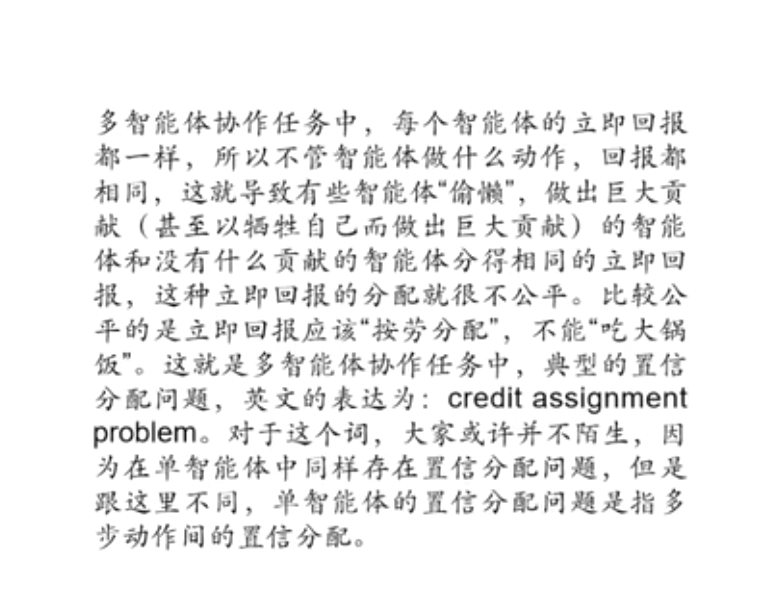 多智能体协作任务中，每个智能体的立即回报
都一样，所以不管智能体做什么动作，回报都
相同，这就导致有些智能体“偷懒”，做出巨大贡
献（甚至以牺牲自己而做出巨大贡献）的智能
体和没有什么贡献的智能体分得相同的立即回
报，这种立即回报的分配就很不公平。比较公
平的是立即回报应该“按劳分配”，不能“吃大锅
饭”。这就是多智能体协作任务中，典型的置信
分配问题，英文的表达为：credit assignment
problem。对于这个词，大家或许并不陌生，因
为在单智能体中同样存在置信分配问题，但是
跟这里不同，单智能体的置信分配问题是指多
步动作间的置信分配。